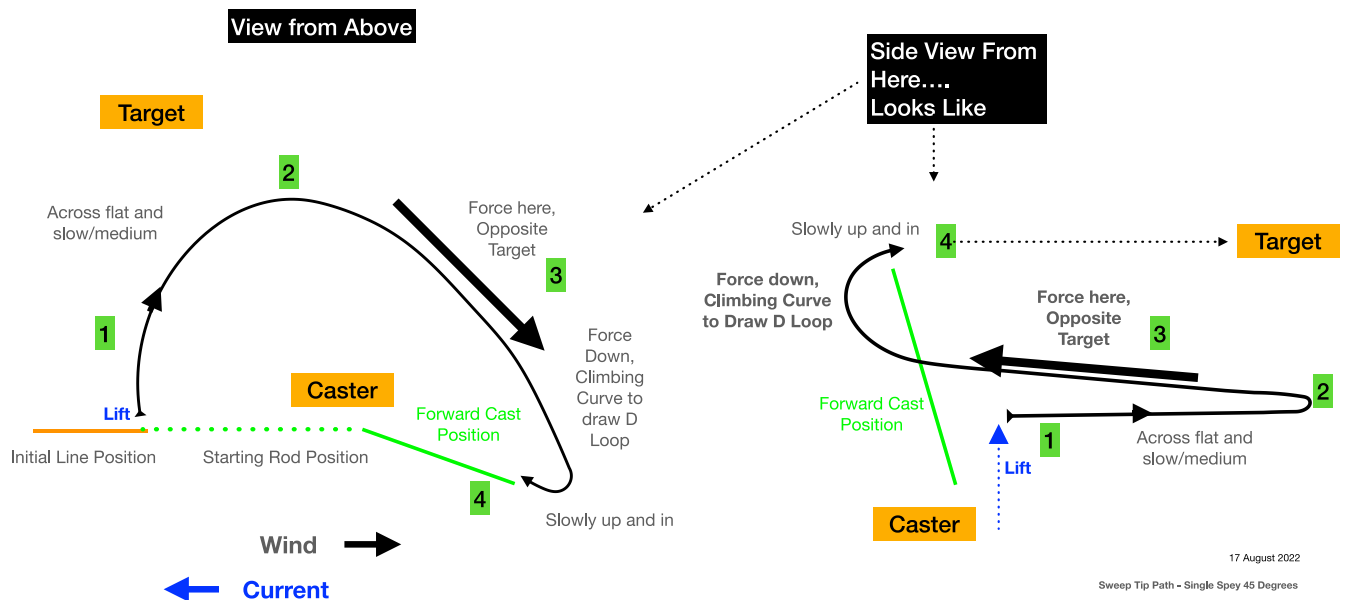 View from Above
Target
2
Across flat and
slow/medium
Force here,
Opposite
Target
3
1
Force
Down,
Climbing
Curve to
draw D
Loop
Caster
Lift
Forward Cast
Position
Initial Line Position
Starting Rod Position
4
Slowly up and in
Wind
Current
Side View From
Here....
Looks Like
Slowly up and in
4
Target
Force down,
Climbing Curve
to Draw D Loop
Force here,
Opposite
Target
3
2
Forward Cast
Position
1
Across flat and
slow/medium
Lift
Caster
17 August 2022
Sweep Tip Path - Single Spey 45 Degrees